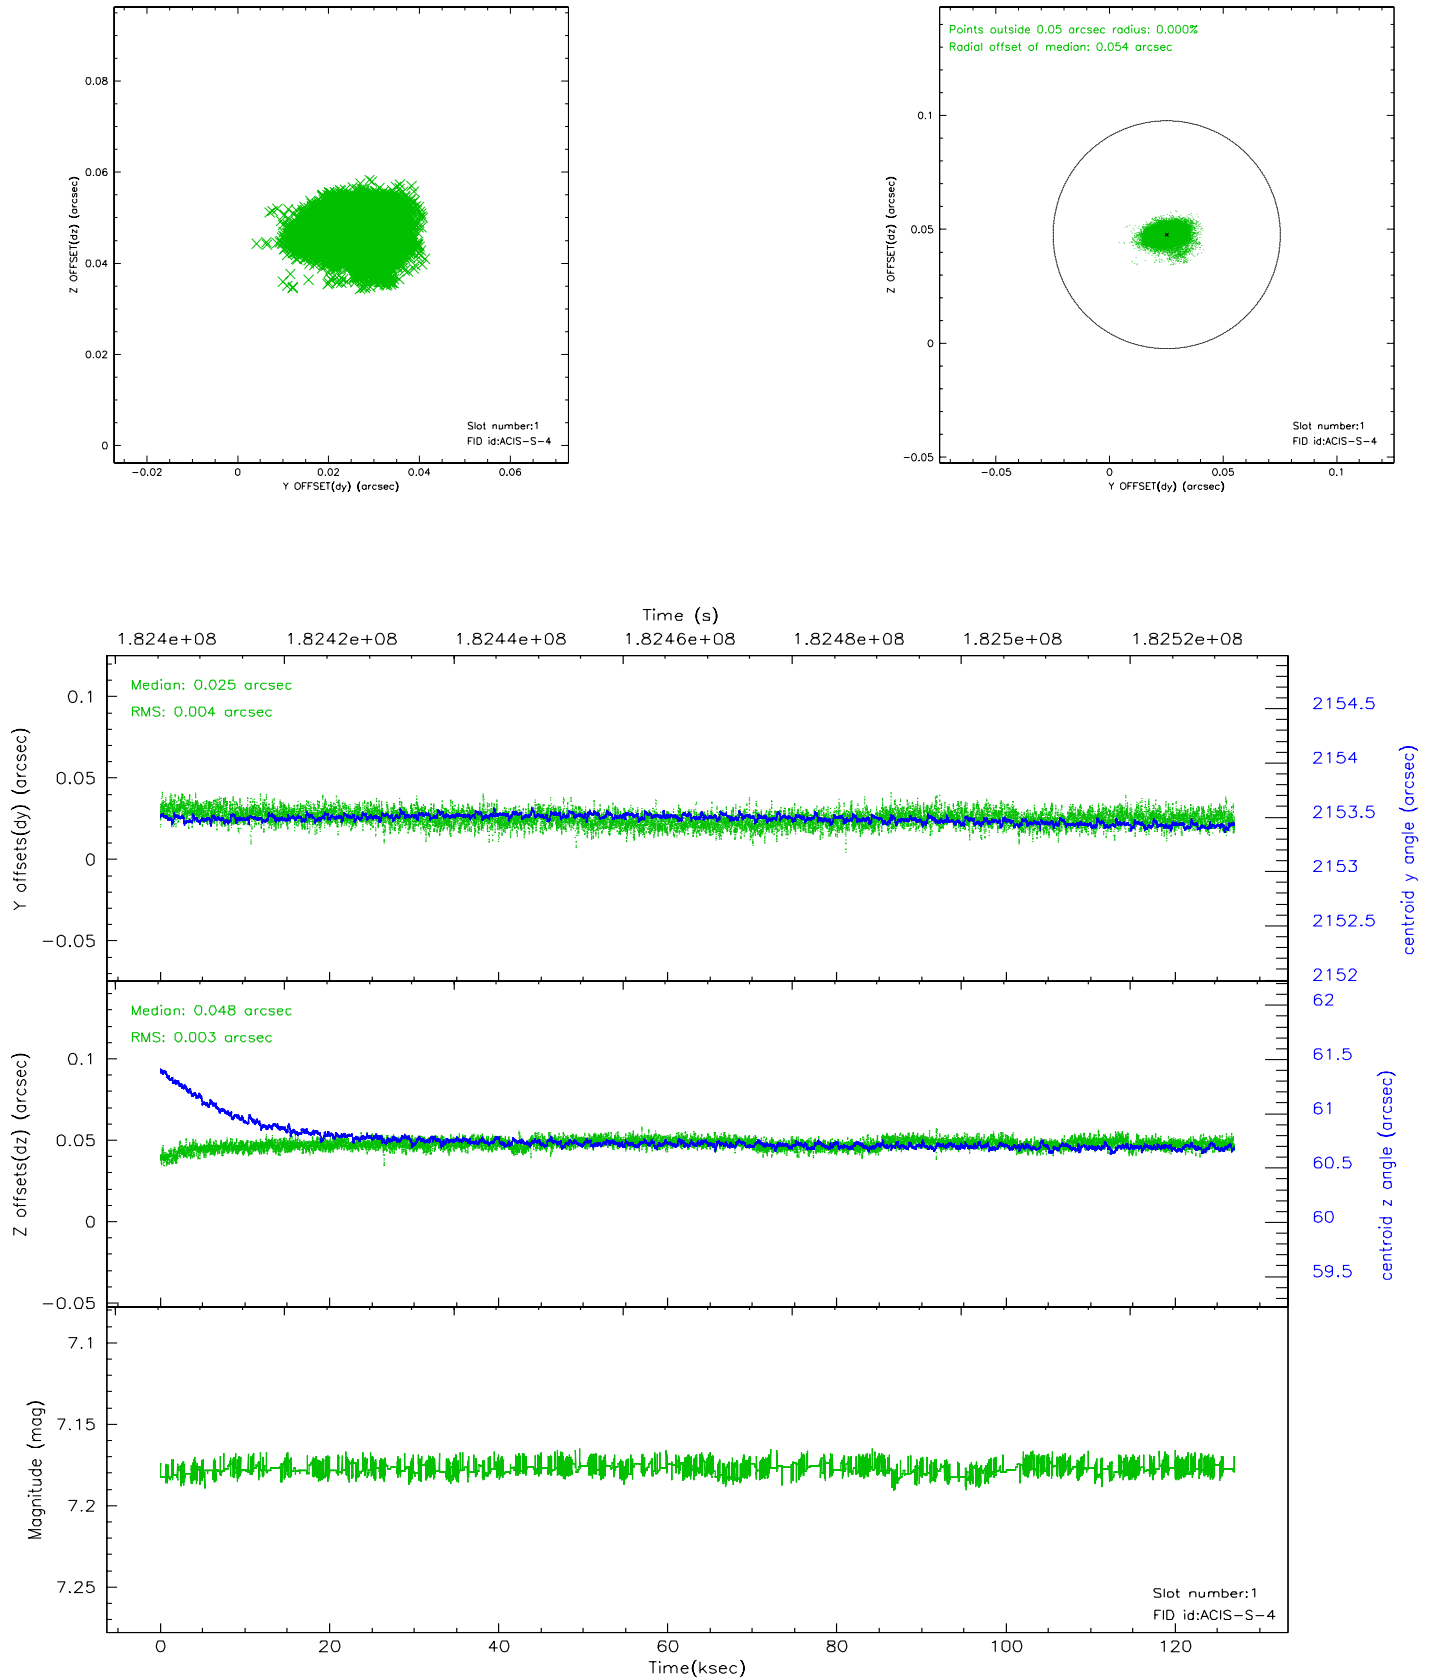 0.08
0.06
0.04
0.02
0
Z OFFSET(dz) (arcsec)
Slot number:1
FID id:ACIS-S-4
-0.02 0 0.02 0.04 0.06
Y OFFSET(dy) (arcsec)
Points outside 0.05 arcsec radius: 0.000%
Radial offset of median: 0.054 arcsec
0.1
0.05
0
-0.05
Z OFFSET(dz) (arcsec)
Slot number:1
FID id:ACIS-S-4
-0.05 0 0.05 0.1
Y OFFSET(dy) (arcsec)
Time (s)
1.824e+08 1.8242e+08 1.8244e+08 1.8246e+08 1.8248e+08 1.825e+08 1.8252e+08
Median: 0.025 arcsec
RMS: 0.004 arcsec
0.1
0.05
0
-0.05
Y offsets(dy) (arcsec)
2154.5
2154
2153.5
2153
2152.5
2152
centroid y angle (arcsec)
Median: 0.048 arcsec
RMS: 0.003 arcsec
0.1
0.05
0
-0.05
Z offsets(dz) (arcsec)
62
61.5
61
60.5
60
59.5
centroid z angle (arcsec)
7.1
7.15
7.2
7.25
Magnitude (mag)
Slot number:1
FID id:ACIS-S-4
0 20 40 60 80 100 120
Time(ksec)